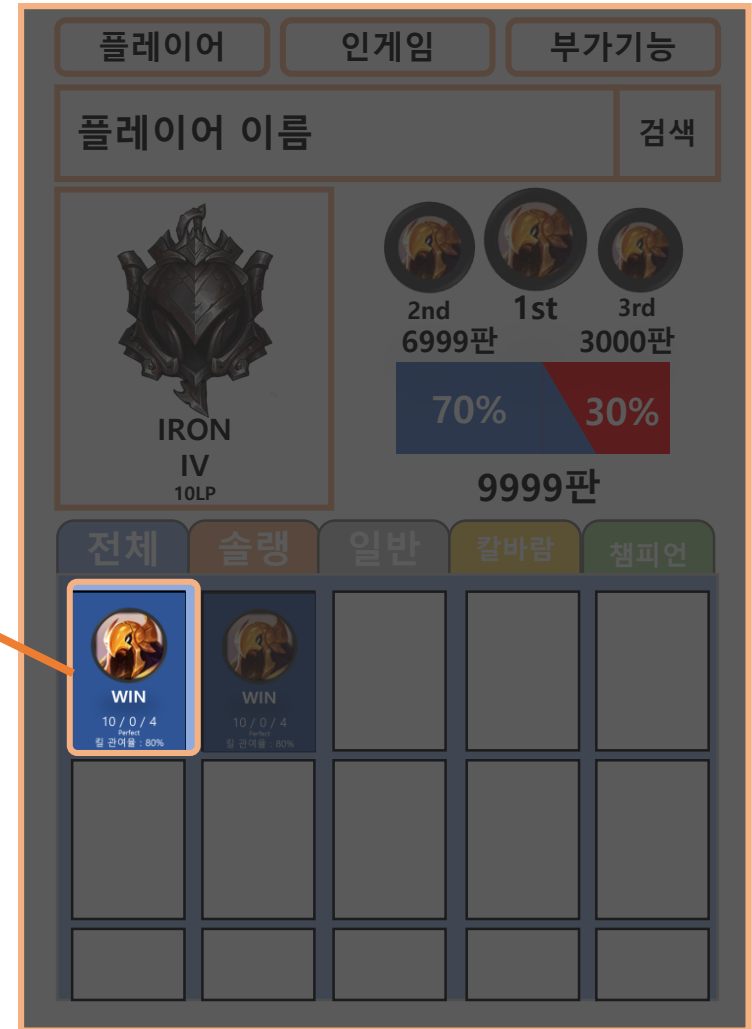 플레이어 인게임 부가기능
플레이어 이름 검색
2nd 1st 3rd
6999판 3000판
70% 30%
9999판
IRON
IV
10LP
전체 솔랭 일반 칼바람 챔피언
WIN
10 / 0 / 4
Perfect
킬 관여율 : 80%
WIN
10 / 0 / 4
Perfect
킬 관여율 : 80%